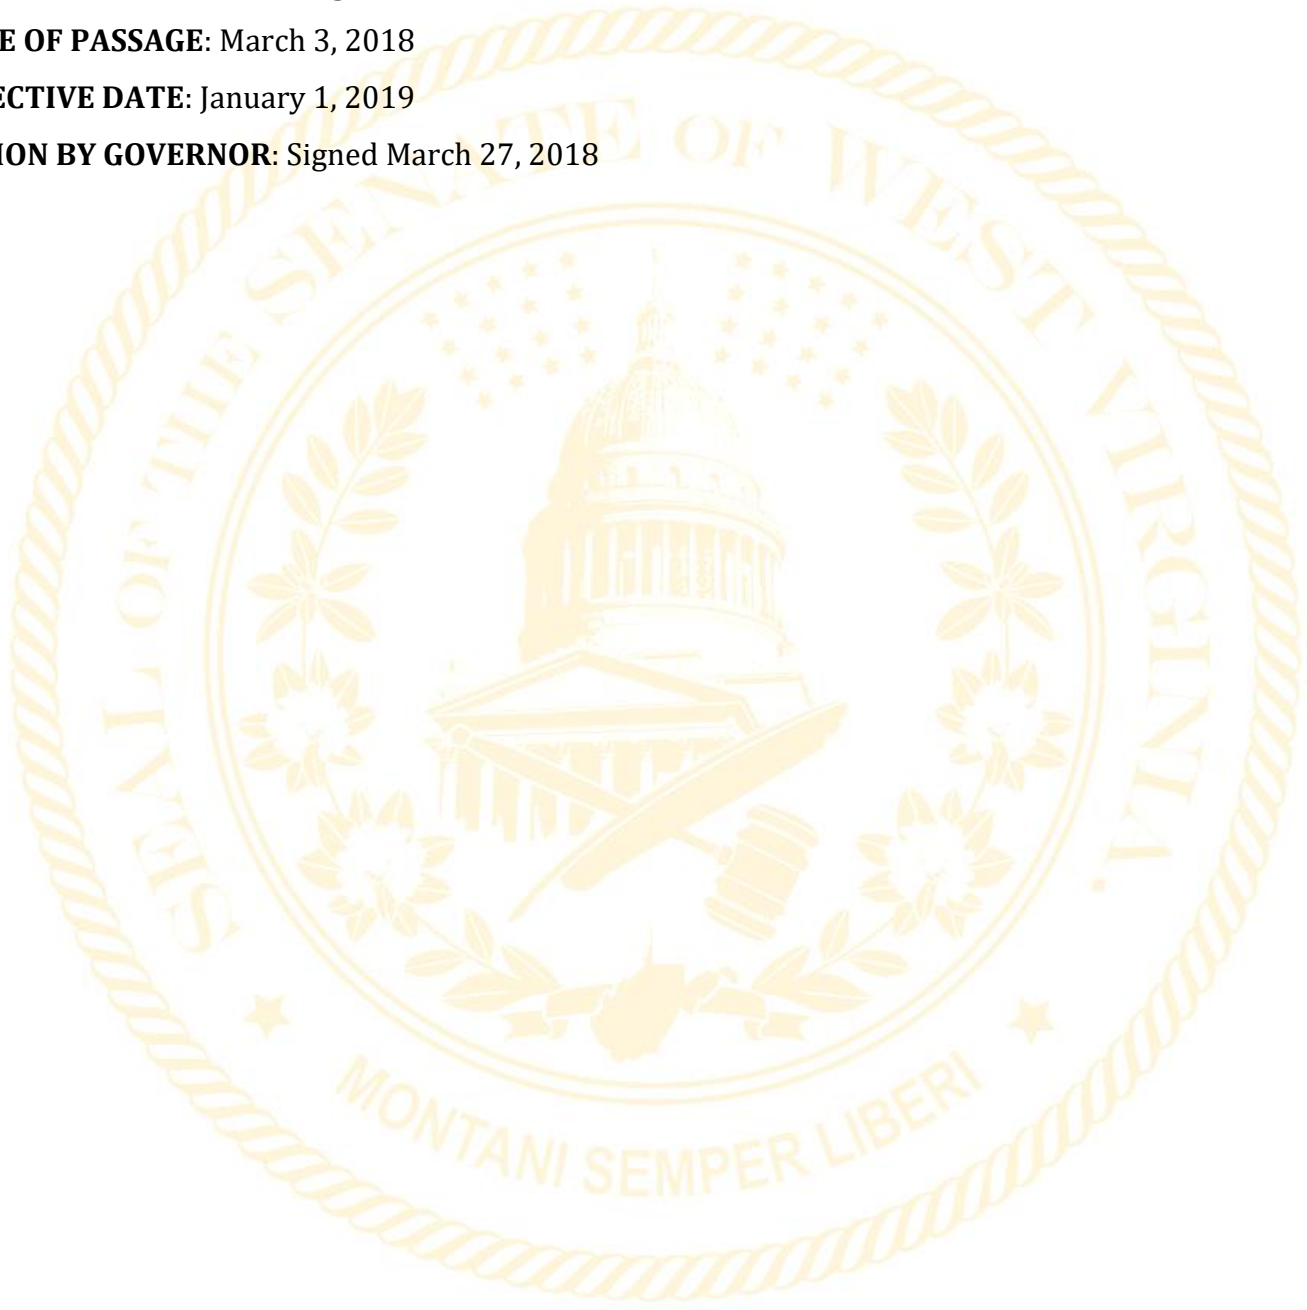 E OF PASSAGE: March 3, 2018
ECTIVE DATE: January 1, 2019
ION BY GOVERNOR: Signed March 27, 2018
SEAL OF THE SENATE OF WEST VIRGINIA.
MONTANI SEMPER LIBERI